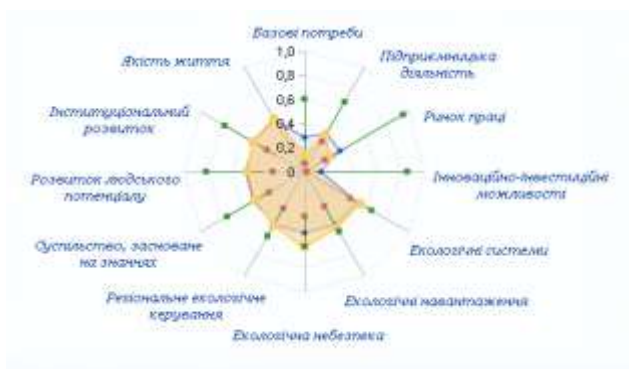 Базові потреби
Підприємницька
діяльність
Ринок праці
Інноваційно-інвестиційні
можливості
Екологічні системи
Екологічні навантаження
Екологічна небезпека
Регіональне екологічне
керування
Суспільство, засноване
на знаннях
Розвиток людського
потенціалу
Інституціональний
розвиток
Якість життя
1,0
0,8
0,6
0,4
0,2
0